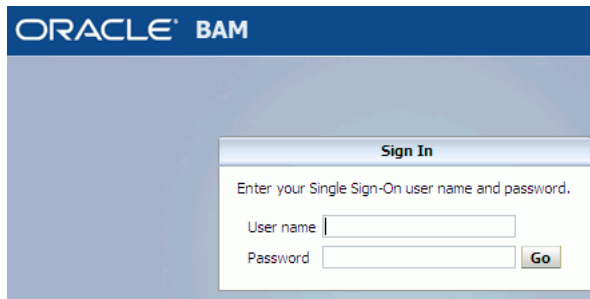 ORACLE BAM
Sign In
Enter your Single Sign-On user name and password.
User name
Password Go